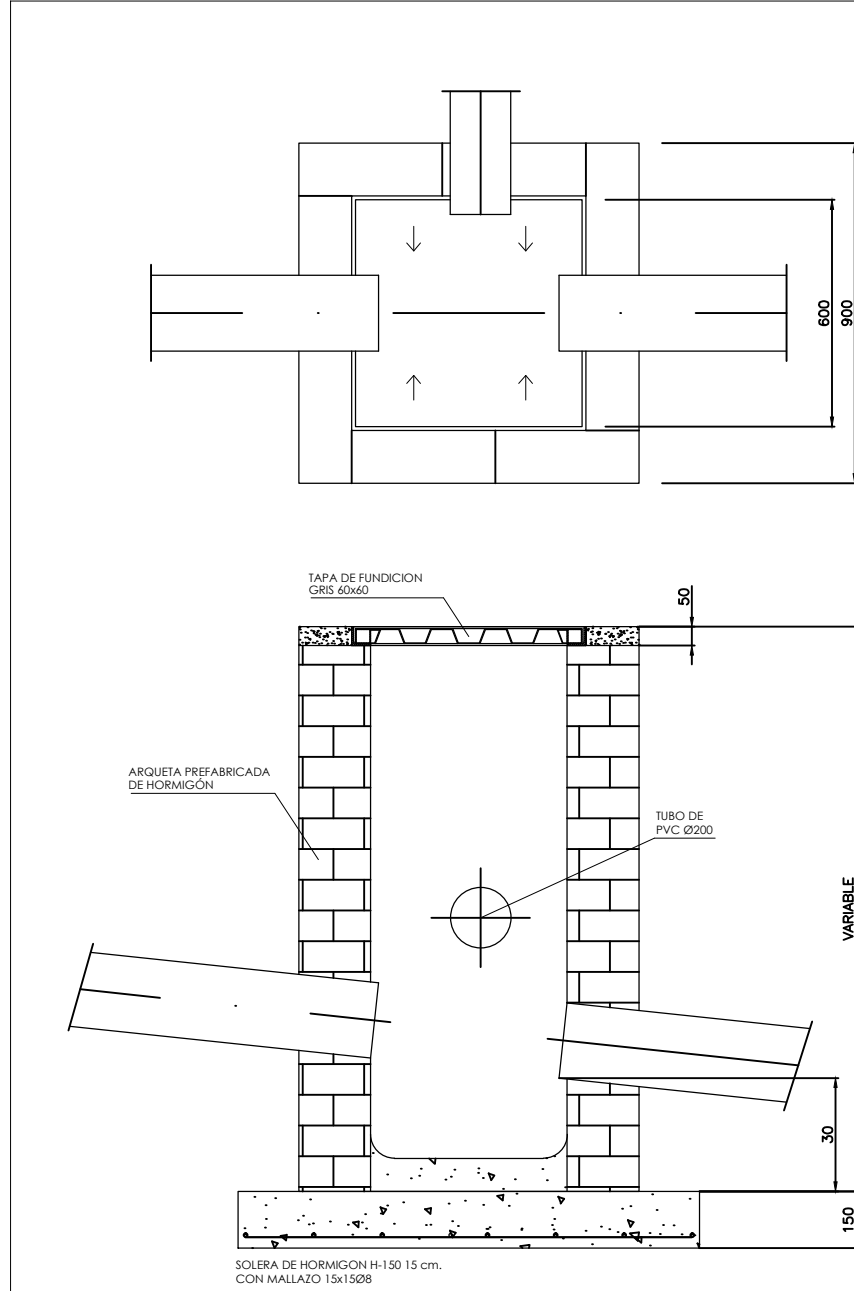 600
900
TAPA DE FUNDICION
GRIS 60x60
50
ARQUETA PREFABRICADA
DE HORMIGÓN
TUBO DE
PVC Ø200
VARIABLE
30
150
SOLERA DE HORMIGON H-150 15 cm.
CON MALLAZO 15x15Ø8